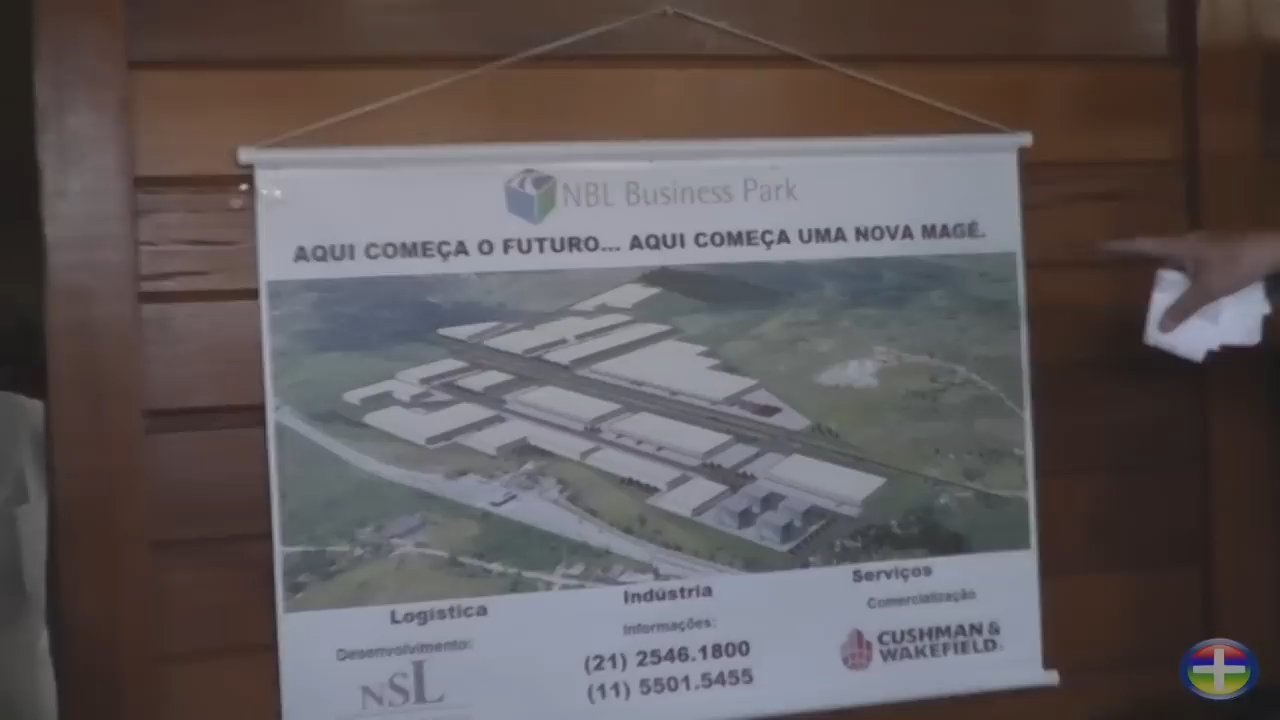 NBL Business Park
AQUI COMEÇA O FUTURO... AQUI COMEÇA UMA NOVA MAGÉ.
Logística
Indústria
Serviços
Desenvolvimento:
NSL
Informações:
(21) 2546.1800
(11) 5501.5455
Comercialização
CUSHMAN &
WAKEFIELD.